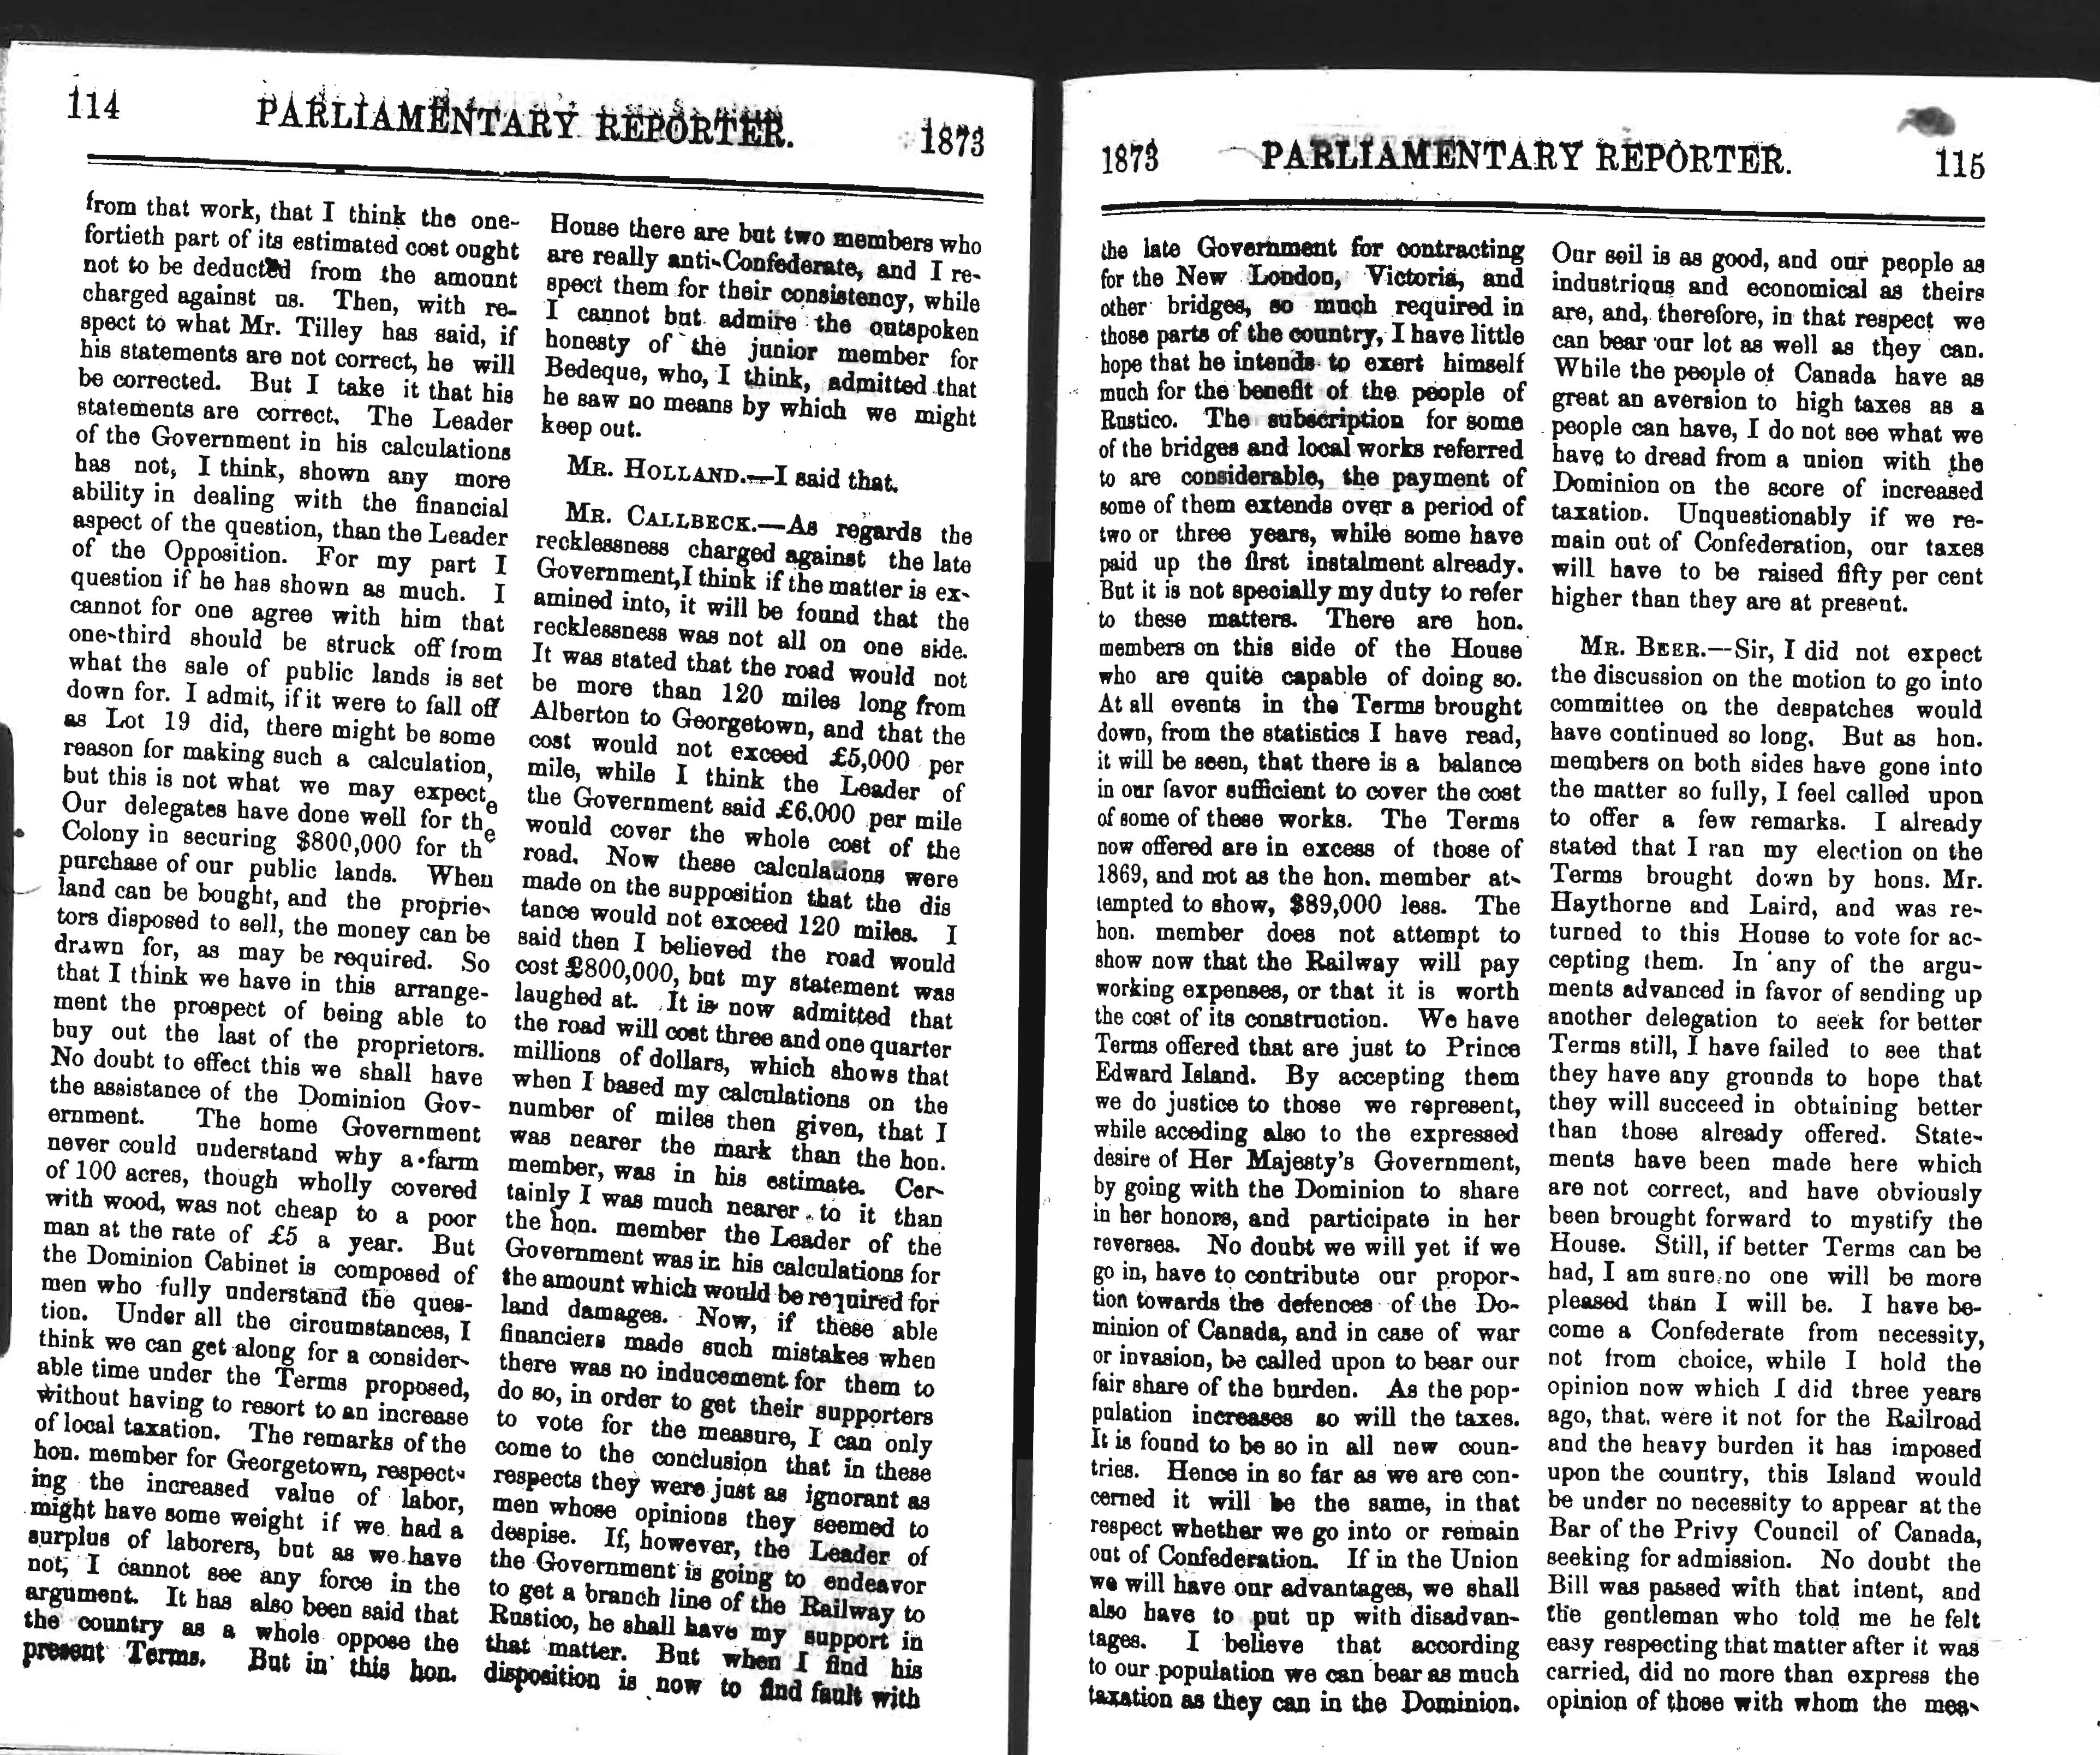 114 PARLIAMENTARY REPORTER. 1873
from that work, that I think the one-
fortieth part of its estimated cost ought
not to be deducted from the amount
charged against us. Then, with re-
spect to what Mr. Tilley has said, if
his statements are not correct, he will
be corrected. But I take it that his
statements are correct. The Leader
of the Government in his calculations
has not, I think, shown any more
ability in dealing with the financial
aspect of the question, than the Leader
of the Opposition. For my part I
question if he has shown as much. I
cannot for one agree with him that
one-third should be struck off from
what the sale of public lands is set
down for. I admit, if it were to fall off
as Lot 19 did, there might be some
reason for making such a calculation,
but this is not what we may expect
Our delegates have done well for the
Colony in securing $800,000 for the
purchase of our public lands. When
land can be bought, and the proprie-
tors disposed to sell, the money can be
drawn for, as may be required. So
that I think we have in this arrange-
ment the prospect of being able to
buy out the last of the proprietors.
No doubt to effect this we shall have
the assistance of the Dominion Gov-
ernment. The home Government
never could understand why a farm
of 100 acres, though wholly covered
with wood, was not cheap to a poor
man at the rate of £5 a year. But
the Dominion Cabinet is composed of
men who fully understand the ques-
tion. Under all the circumstances, I
think we can get along for a consider-
able time under the Terms proposed,
without having to resort to an increase
of local taxation. The remarks of the
hon. member for Georgetown, respect-
ing the increased value of labor,
might have some weight if we had a
surplus of laborers, but as we have
not, I cannot see any force in the
argument. It has also been said that
the country as a whole oppose the
present Terms. But in this hon.
House there are but two members who
are really anti-Confederate, and I re-
spect them for their consistency, while
I cannot but admire the outspoken
honesty of the junior member for
Bedeque, who, I think, admitted that
he saw no means by which we might
keep out.
MR. HOLLAND.—I said that.
MR. CALLBECK.—As regards the
recklessness charged against the late
Government, I think if the matter is ex-
amined into, it will be found that the
recklessness was not all on one side.
It was stated that the road would not
be more than 120 miles long from
Alberton to Georgetown, and that the
cost would not exceed £5,000 per
mile, while I think the Leader of
the Government said £6,000 per mile
would cover the whole cost of the
road. Now these calculations were
made on the supposition that the dis
tance would not exceed 120 miles. I
said then I believed the road would
cost £800,000, but my statement was
laughed at. It is now admitted that
the road will cost three and one quarter
millions of dollars, which shows that
when I based my calculations on the
number of miles then given, that I
was nearer the mark than the hon.
member, was in his estimate. Cer-
tainly I was much nearer to it than
the hon. member the Leader of the
Government was in his calculations for
the amount which would be required for
land damages. Now, if these able
financiers made such mistakes when
there was no inducement for them to
do so, in order to get their supporters
to vote for the measure, I can only
come to the conclusion that in these
respects they were just as ignorant as
men whose opinions they seemed to
despise. If, however, the Leader of
the Government is going to endeavor
to get a branch line of the Railway to
Rustico, he shall have my support in
that matter. But when I find his
disposition is now to find fault with
1873 PARLIAMENTARY REPORTER. 115
the late Government for contracting
for the New London, Victoria, and
other bridges, so much required in
those parts of the country, I have little
hope that he intends to exert himself
much for the benefit of the people of
Rustico. The subscription for some
of the bridges and local works referred
to are considerable, the payment of
some of them extends over a period of
two or three years, while some have
paid up the first instalment already.
But it is not specially my duty to refer
to these matters. There are hon.
members on this side of the House
who are quite capable of doing so.
At all events in the Terms brought
down, from the statistics I have read,
it will be seen, that there is a balance
in our favor sufficient to cover the cost
of some of these works. The Terms
now offered are in excess of those of
1869, and not as the hon. member at-
tempted to show, $89,000 less. The
hon. member does not attempt to
show now that the Railway will pay
working expenses, or that it is worth
the cost of its construction. We have
Terms offered that are just to Prince
Edward Island. By accepting them
we do justice to those we represent,
while acceding also to the expressed
desire of Her Majesty's Government,
by going with the Dominion to share
in her honors, and participate in her
reverses. No doubt we will yet if we
go in, have to contribute our propor-
tion towards the defences of the Do-
minion of Canada, and in case of war
or invasion, be called upon to bear our
fair share of the burden. As the pop-
pulation increases so will the taxes.
It is found to be so in all new coun-
tries. Hence in so far as we are con-
cerned it will be the same, in that
respect whether we go into or remain
out of Confederation. If in the Union
we will have our advantages, we shall
also have to put up with disadvan-
tages. I believe that according
to our population we can bear as much
taxation as they can in the Dominion.
Our soil is as good, and our people as
industrious and economical as theirs
are, and, therefore, in that respect we
can bear our lot as well as they can.
While the people of Canada have as
great an aversion to high taxes as a
people can have, I do not see what we
have to dread from a union with the
Dominion on the score of increased
taxation. Unquestionably if we re-
main out of Confederation, our taxes
will have to be raised fifty per cent
higher than they are at present.
MR. BEER.—Sir, I did not expect
the discussion on the motion to go into
committee on the despatches would
have continued so long. But as hon.
members on both sides have gone into
the matter so fully, I feel called upon
to offer a few remarks. I already
stated that I ran my election on the
Terms brought down by hons. Mr.
Haythorne and Laird, and was re-
turned to this House to vote for ac-
cepting them. In any of the argu-
ments advanced in favor of sending up
another delegation to seek for better
Terms still, I have failed to see that
they have any grounds to hope that
they will succeed in obtaining better
than those already offered. State-
ments have been made here which
are not correct, and have obviously
been brought forward to mystify the
House. Still, if better Terms can be
had, I am sure no one will be more
pleased than I will be. I have be-
come a Confederate from necessity,
not from choice, while I hold the
opinion now which I did three years
ago, that, were it not for the Railroad
and the heavy burden it has imposed
upon the country, this Island would
be under no necessity to appear at the
Bar of the Privy Council of Canada,
seeking for admission. No doubt the
Bill was passed with that intent, and
the gentleman who told me he felt
easy respecting that matter after it was
carried, did no more than express the
opinion of those with whom the mea-